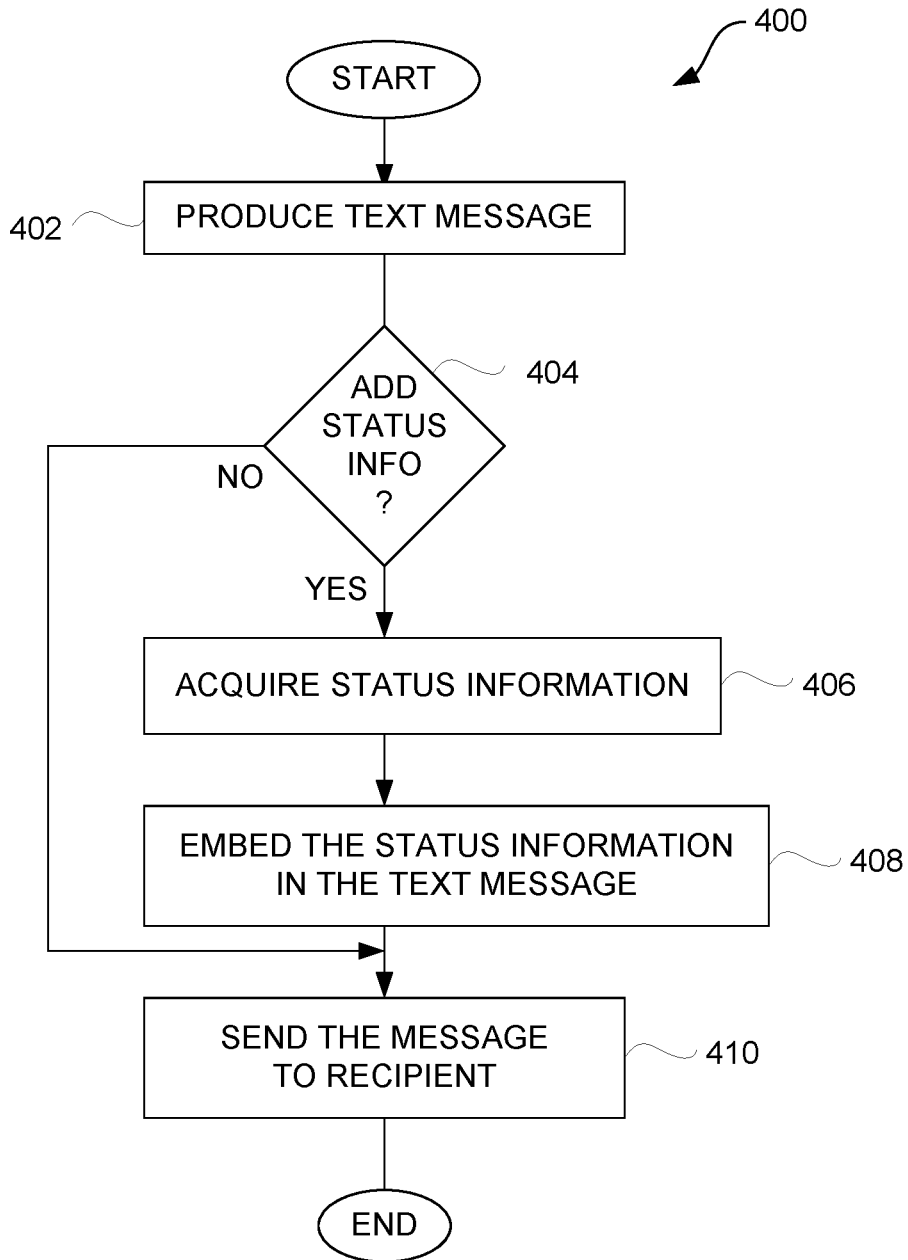 400
START
402
PRODUCE TEXT MESSAGE
404
ADD
STATUS
INFO
?
NO
YES
ACQUIRE STATUS INFORMATION
406
EMBED THE STATUS INFORMATION
IN THE TEXT MESSAGE
408
SEND THE MESSAGE
TO RECIPIENT
410
END